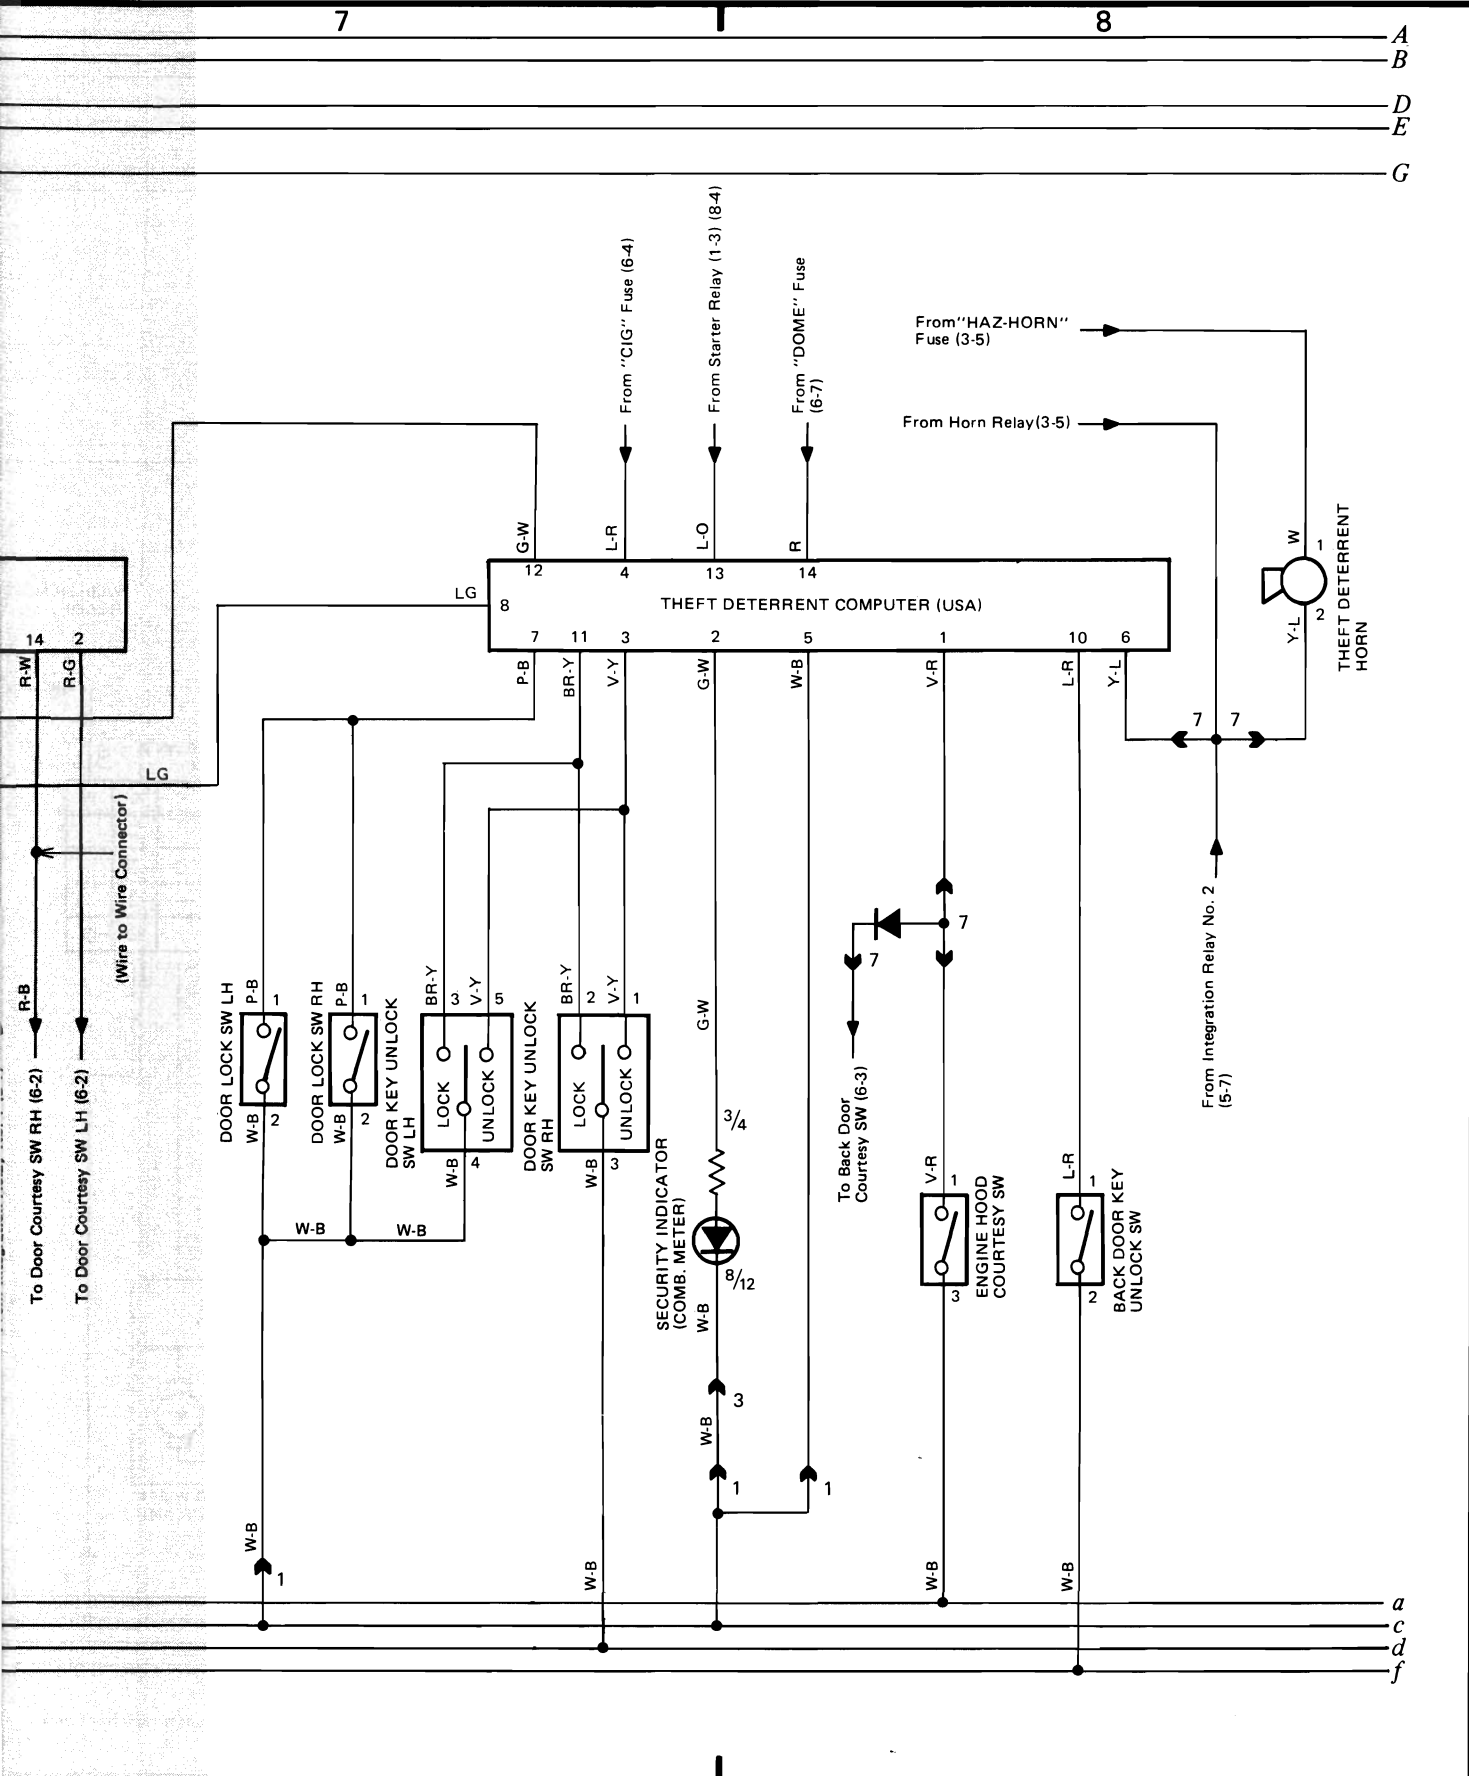 7
8
A
B
D
E
G
From "CIG" Fuse (6-4)
From Starter Relay (1-3) (8-4)
From "DOME" Fuse
(6-7)
From"HAZ-HORN"
Fuse (3-5)
From Horn Relay(3-5)
G-W
L-R
L-O
R
W
1
THEFT DETERRENT
HORN
2
Y-L
12
4
13
14
LG
8
THEFT DETERRENT COMPUTER (USA)
14
2
7
11
3
2
5
1
10
6
R-W
R-G
P-B
BR-Y
V-Y
G-W
W-B
V-R
L-R
Y-L
7
7
LG
(Wire to Wire Connector)
7
7
From Integration Relay No. 2
(5-7)
R-B
DOOR LOCK SW LH
P-B
1
DOOR LOCK SW RH
P-B
1
DOOR KEY UNLOCK
SW LH
BR-Y
3
V-Y
5
DOOR KEY UNLOCK
SW RH
BR-Y
2
V-Y
1
G-W
LOCK
UNLOCK
LOCK
UNLOCK
To Door Courtesy SW RH (6-2)
To Door Courtesy SW LH (6-2)
To Back Door
Courtesy SW (6-3)
W-B
2
W-B
2
W-B
4
W-B
3
3/4
SECURITY INDICATOR
(COMB. METER)
8/12
V-R
1
ENGINE HOOD
COURTESY SW
3
L-R
1
BACK DOOR KEY
UNLOCK SW
2
W-B
W-B
W-B
3
W-B
1
1
W-B
1
W-B
W-B
W-B
a
c
d
f